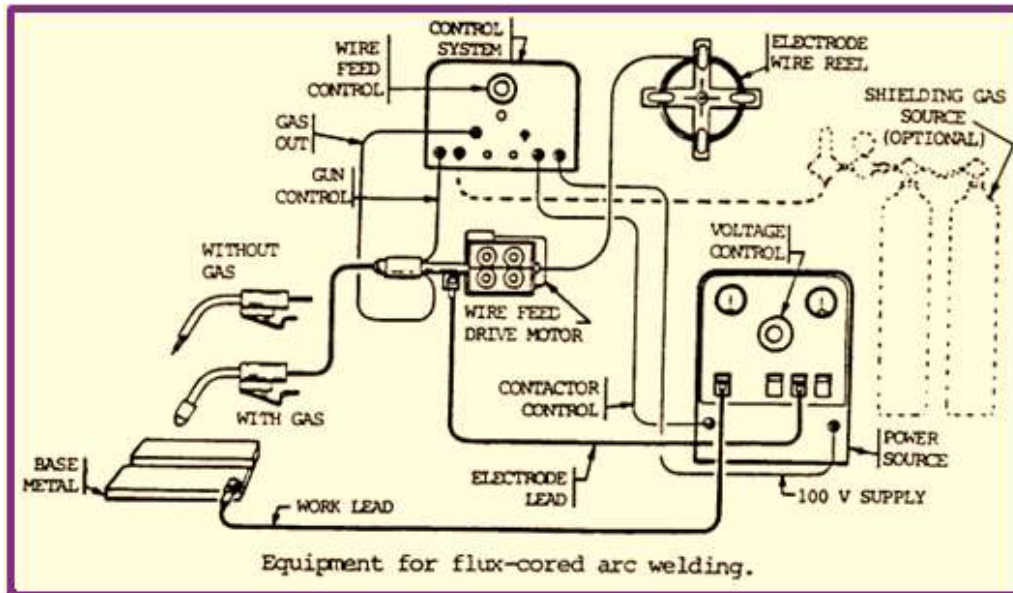 CONTROL
SYSTEM
WIRE
FEED
CONTROL
ELECTRODE
WIRE REEL
SHIELDING GAS
SOURCE
(OPTIONAL)
GAS
OUT
GUN
CONTROL
VOLTAGE
CONTROL
WITHOUT
GAS
WIRE FEED
DRIVE MOTOR
CONTACTOR
CONTROL
WITH GAS
POWER
SOURCE
BASE
METAL
ELECTRODE
LEAD
100 V SUPPLY
WORK LEAD
Equipment for flux-cored arc welding.